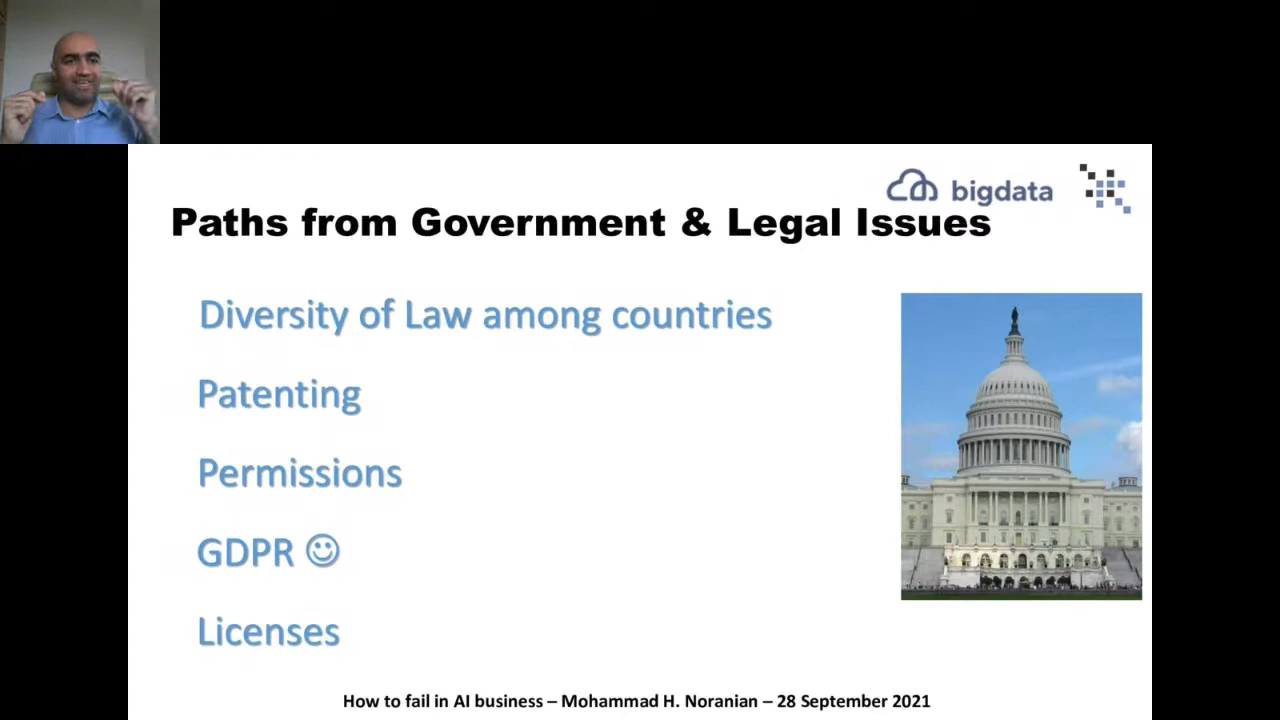 bigdata
Paths from Government & Legal Issues
Diversity of Law among countries
Patenting
Permissions
GDPR ☺
Licenses
How to fail in AI business – Mohammad H. Noranian – 28 September 2021